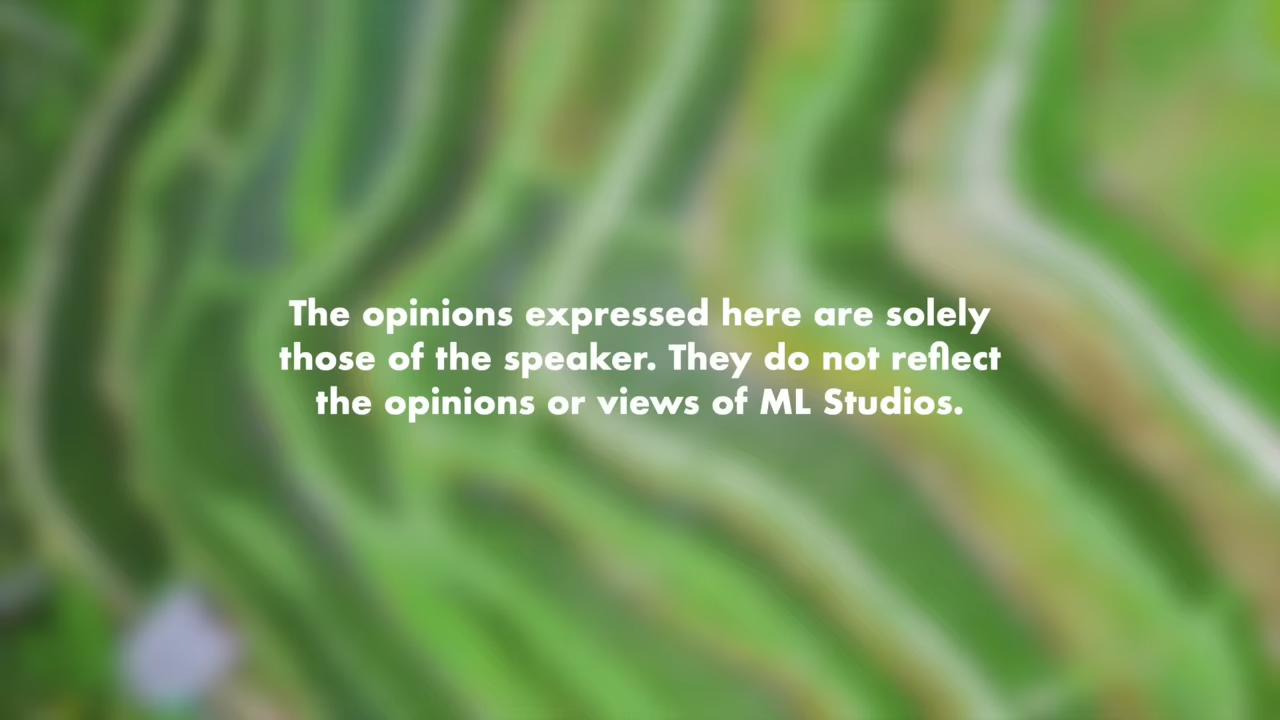 The opinions expressed here are solely
those of the speaker. They do not reflect
the opinions or views of ML Studios.